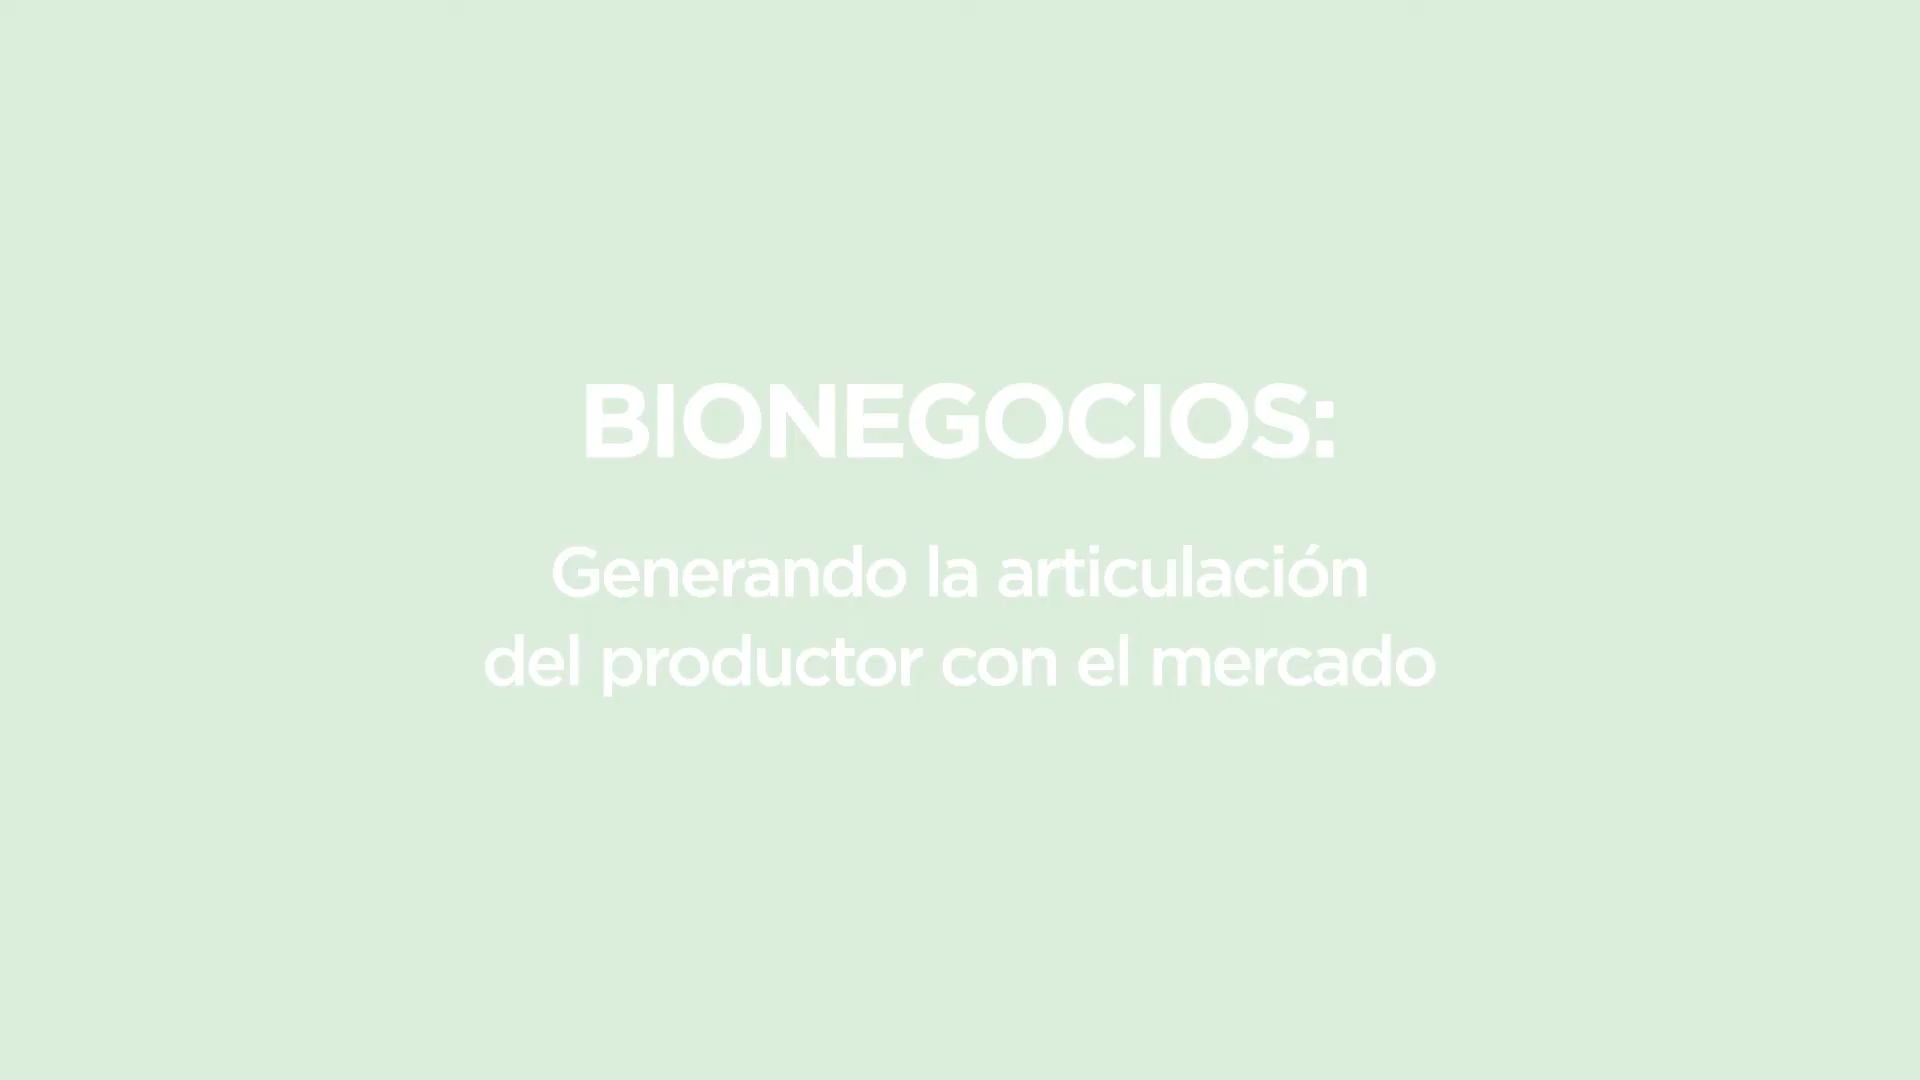 BIONEGOCIOS:
Generando la articulación
del productor con el mercado